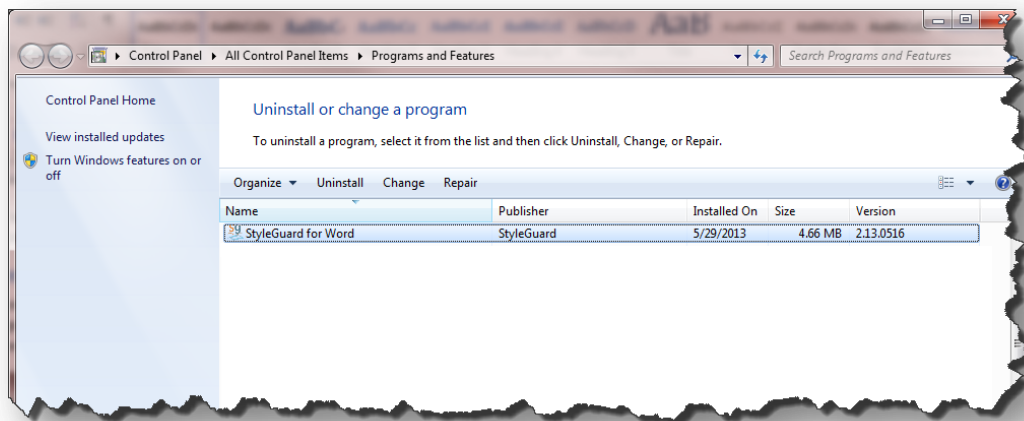 Control Panel All Control Panel Items Programs and Features Search Programs and Features
Control Panel Home
View installed updates
Turn Windows features on or
off
Uninstall or change a program
To uninstall a program, select it from the list and then click Uninstall, Change, or Repair.
Organize Uninstall Change Repair
Name Publisher Installed On Size Version
StyleGuard for Word StyleGuard 5/29/2013 4.66 MB 2.13.0516